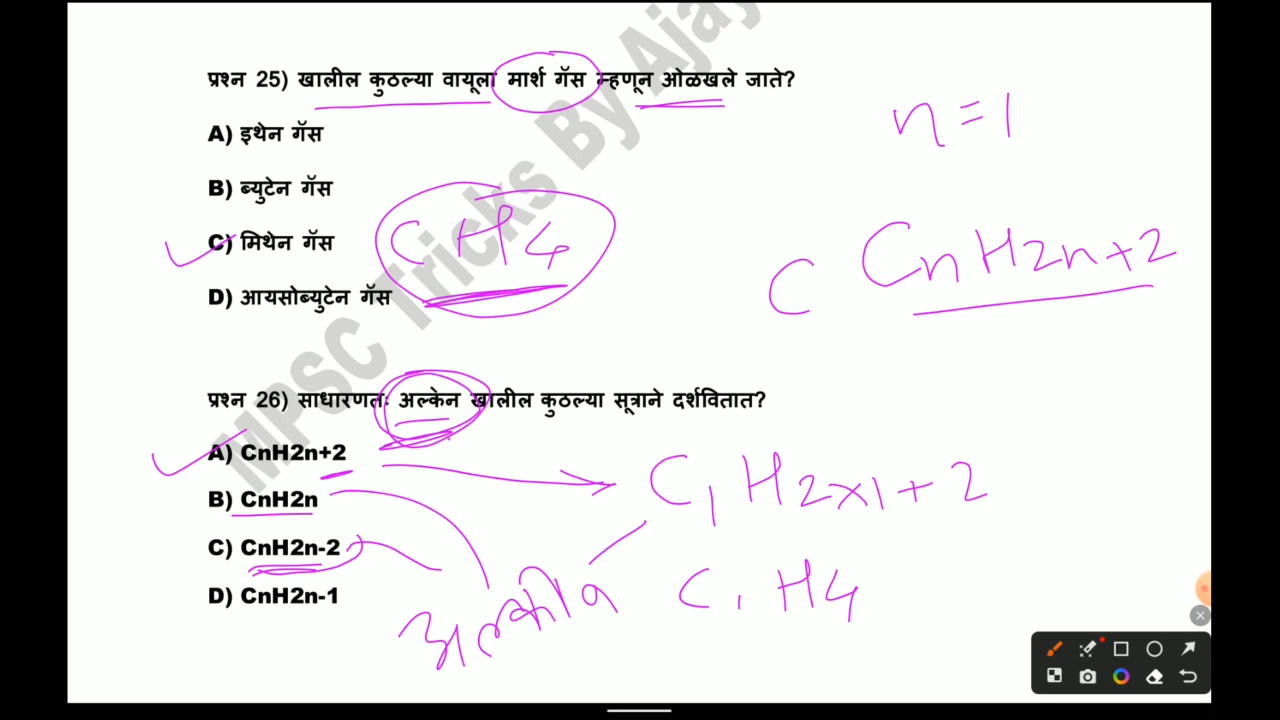 प्रश्न 25) खालील कुठल्या वायूला मार्श गॅस म्हणून ओळखले जाते?
n = 1
A) इथेन गॅस
B) ब्युटेन गॅस
C) मिथेन गॅस
CH4
C CnH2n+2
D) आयसोब्युटेन गॅस
MPSC Tricks By Ajay
प्रश्न 26) साधारणतः अल्केन खालील कुठल्या सूत्राने दर्शवितात?
A) CnH2n+2
C1H2x1+2
B) CnH2n
C) CnH2n-2
D) CnH2n-1
C1H4